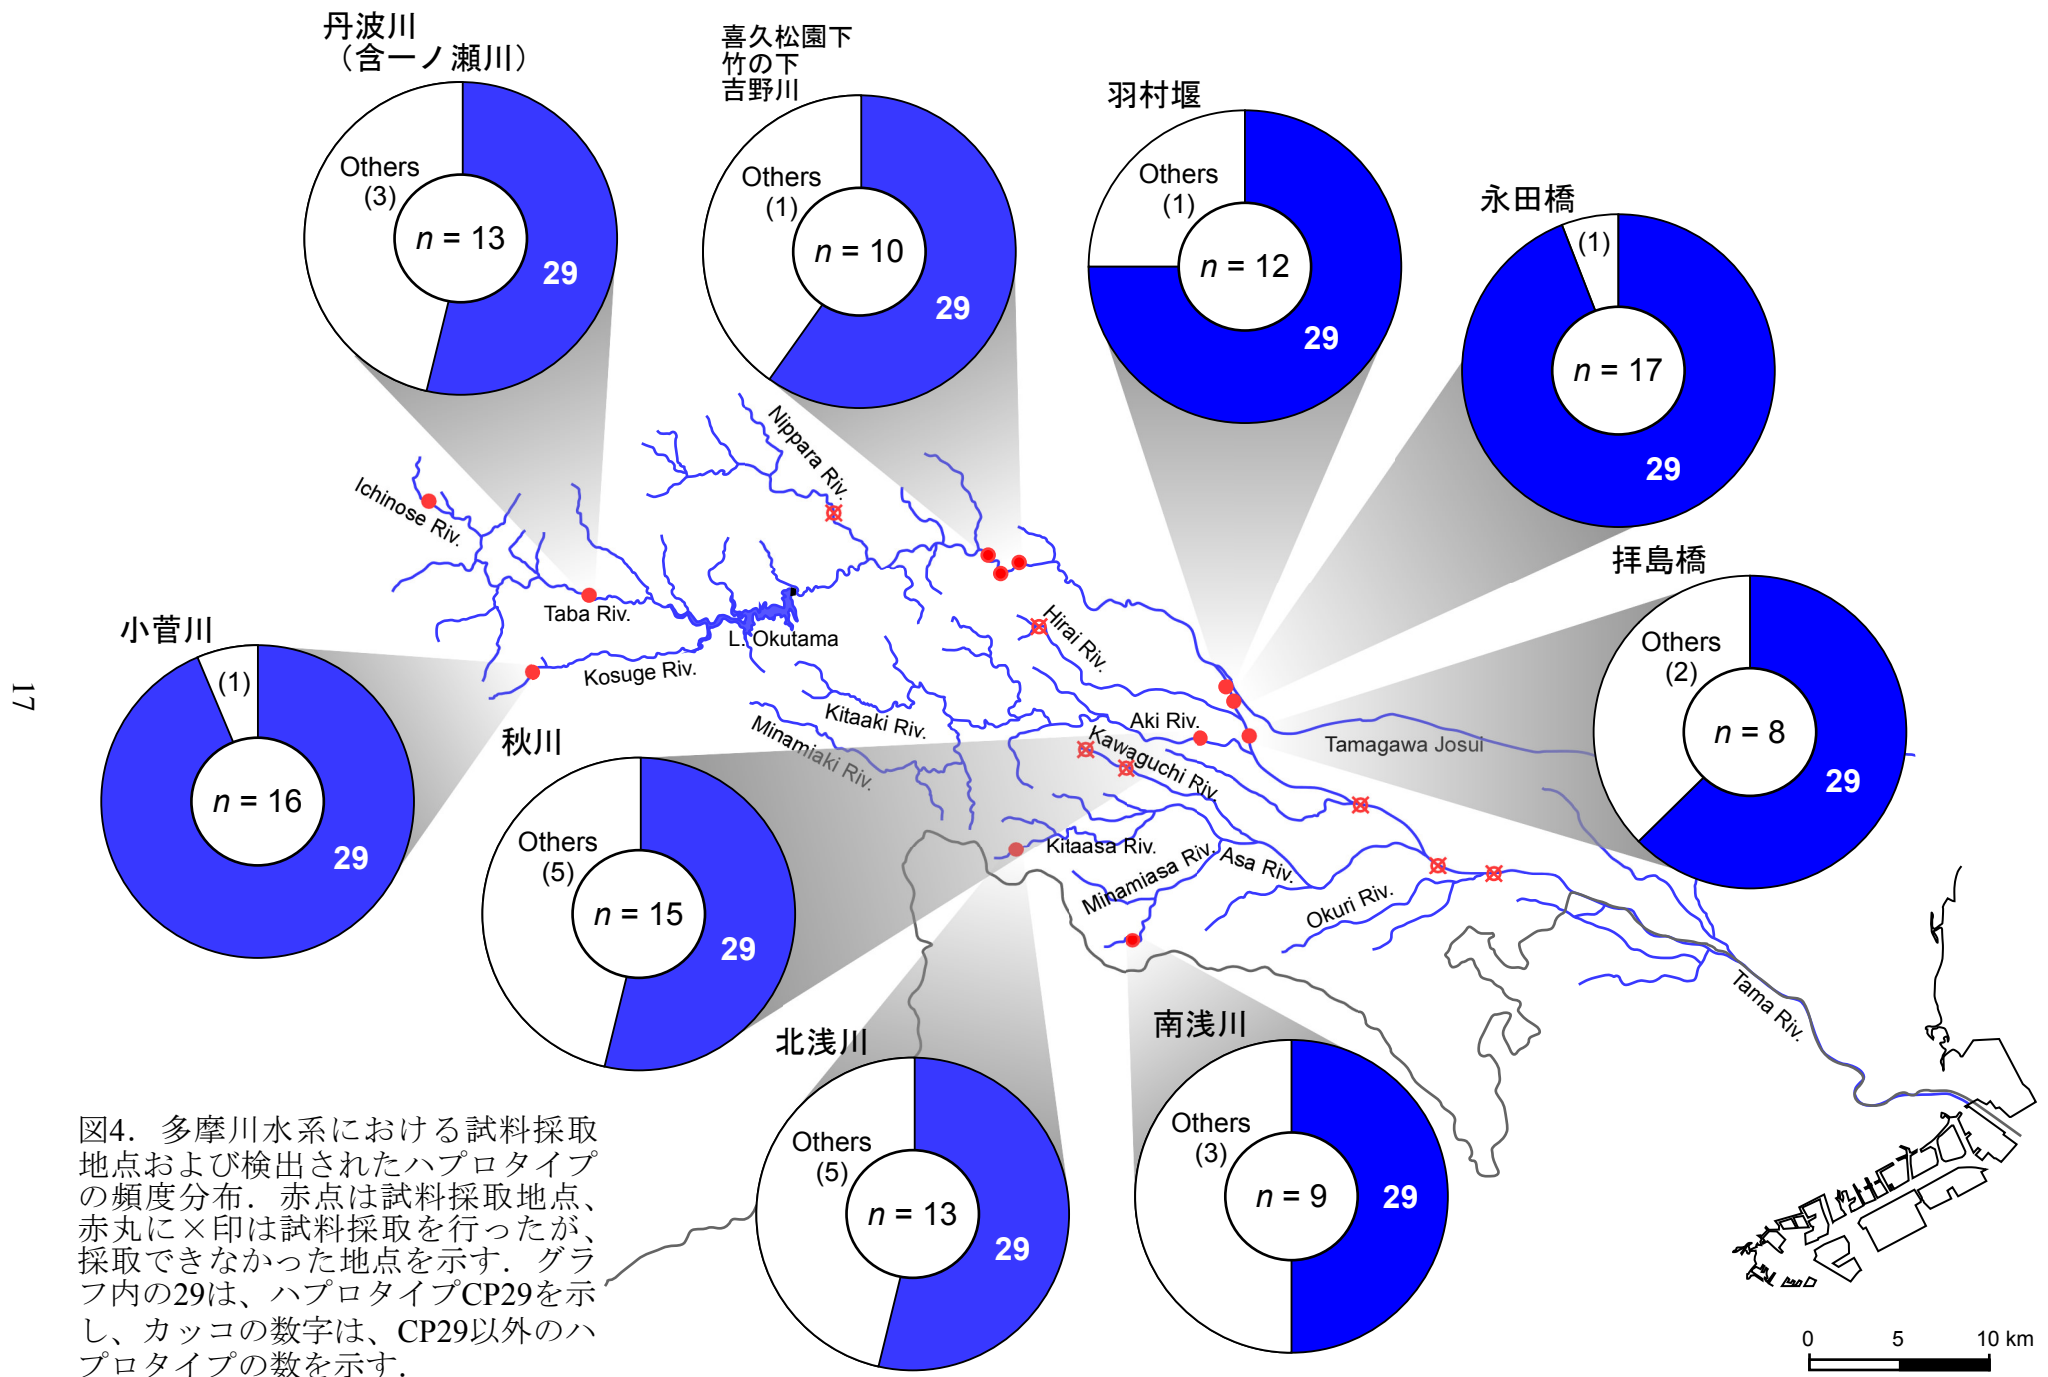 丹波川
（含一ノ瀬川）
Others
(3)
n = 13
29
喜久松園下
竹の下
吉野川
Others
(1)
n = 10
29
羽村堰
Others
(1)
n = 12
29
永田橋
(1)
n = 17
29
拝島橋
Others
(2)
n = 8
29
小菅川
(1)
n = 16
29
秋川
Others
(5)
n = 15
29
北浅川
Others
(5)
n = 13
29
南浅川
Others
(3)
n = 9
29
Ichinose Riv.
Nippara Riv.
Taba Riv.
L. Okutama
Kosuge Riv.
Hirai Riv.
Kitaaki Riv.
Minamiaki Riv.
Aki Riv.
Kawaguchi Riv.
Tamagawa Josui
Kitaasa Riv.
Minamiasa Riv.
Asa Riv.
Okuri Riv.
Tama Riv.
17
図4．多摩川水系における試料採取
地点および検出されたハプロタイプ
の頻度分布．赤点は試料採取地点、
赤丸に×印は試料採取を行ったが、
採取できなかった地点を示す．グラ
フ内の29は、ハプロタイプCP29を示
し、カッコの数字は、CP29以外のハ
プロタイプの数を示す．
0 5 10 km